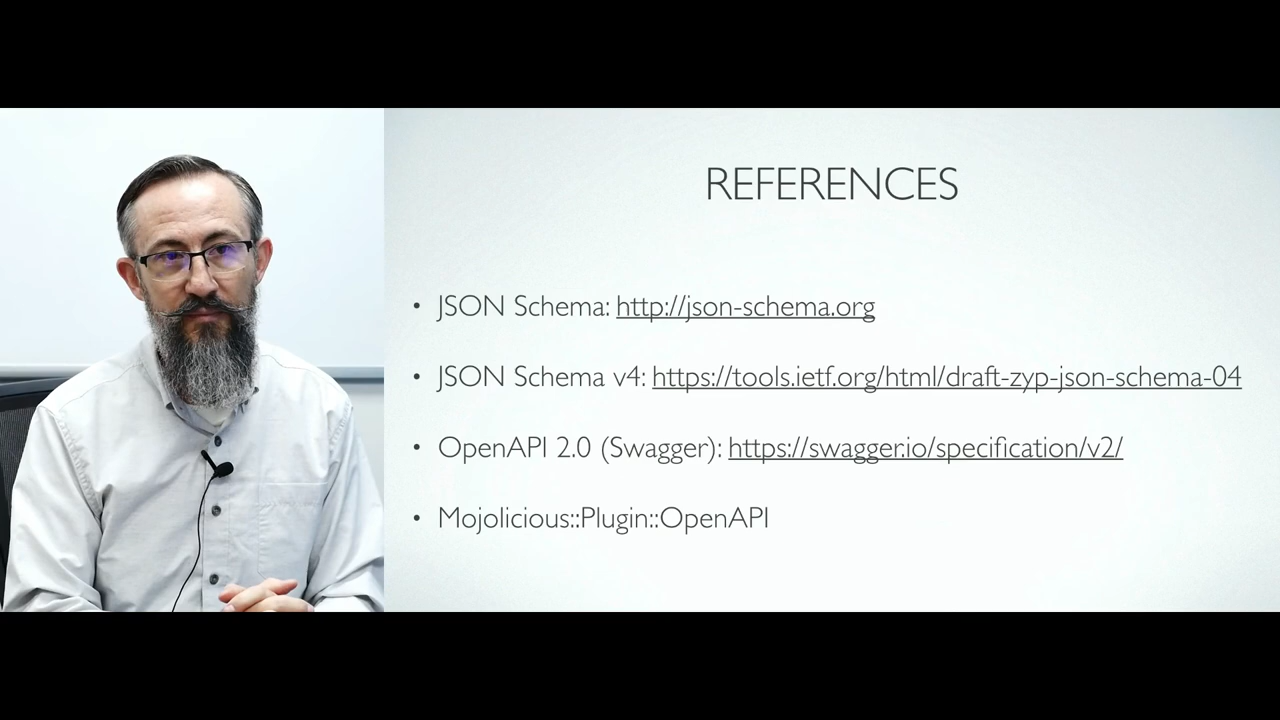 REFERENCES
• JSON Schema: http://json-schema.org
• JSON Schema v4: https://tools.ietf.org/html/draft-zyp-json-schema-04
• OpenAPI 2.0 (Swagger): https://swagger.io/specification/v2/
• Mojolicious::Plugin::OpenAPI